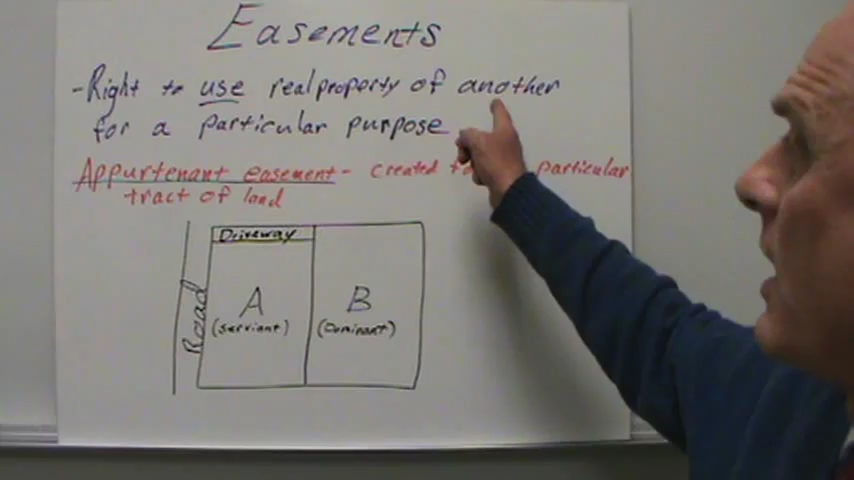 Easements
-Right to use real property of another
for a particular purpose
Appurtenant easement - created particular
tract of land
Driveway
Road
A
B
(Serviant)
(Dominant)